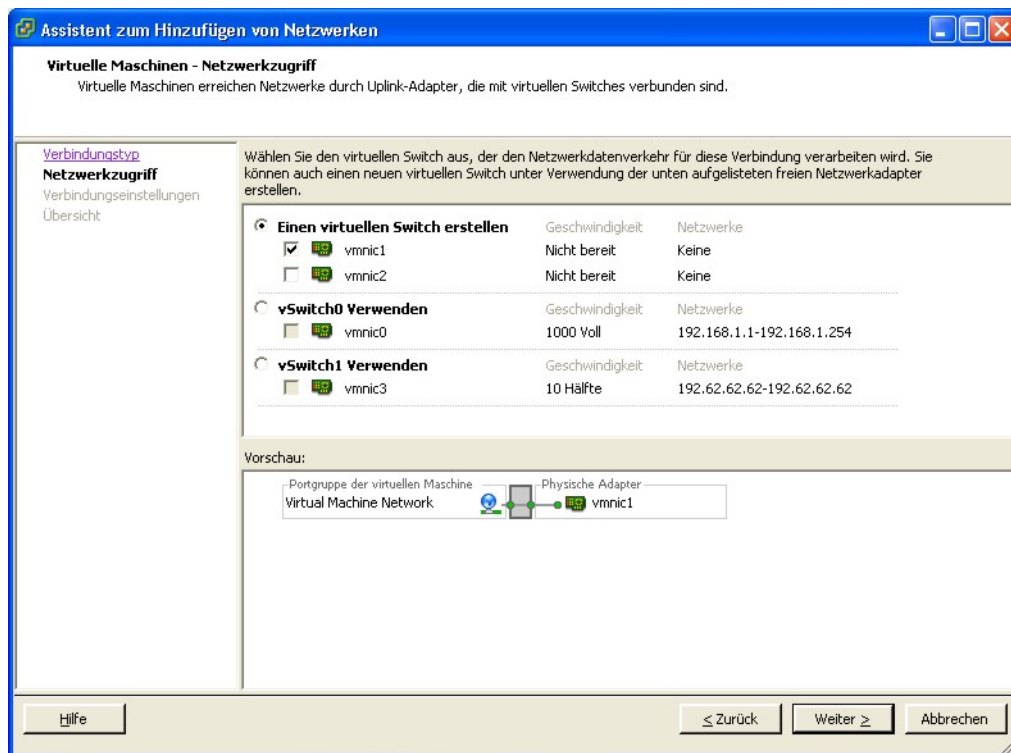 Assistent zum Hinzufügen von Netzwerken
Virtuelle Maschinen - Netzwerkzugriff
Virtuelle Maschinen erreichen Netzwerke durch Uplink-Adapter, die mit virtuellen Switches verbunden sind.
Verbindungstyp
Netzwerkzugriff
Verbindungseinstellungen
Übersicht
Wählen Sie den virtuellen Switch aus, der den Netzwerkdatenverkehr für diese Verbindung verarbeiten wird. Sie
können auch einen neuen virtuellen Switch unter Verwendung der unten aufgelisteten freien Netzwerkadapter
erstellen.
Einen virtuellen Switch erstellen Geschwindigkeit Netzwerke
vmnic1 Nicht bereit Keine
vmnic2 Nicht bereit Keine
vSwitch0 Verwenden Geschwindigkeit Netzwerke
vmnic0 1000 Voll 192.168.1.1-192.168.1.254
vSwitch1 Verwenden Geschwindigkeit Netzwerke
vmnic3 10 Hälfte 192.62.62.62-192.62.62.62
Vorschau:
Portgruppe der virtuellen Maschine Physische Adapter
Virtual Machine Network vmnic1
Hilfe < Zurück Weiter > Abbrechen